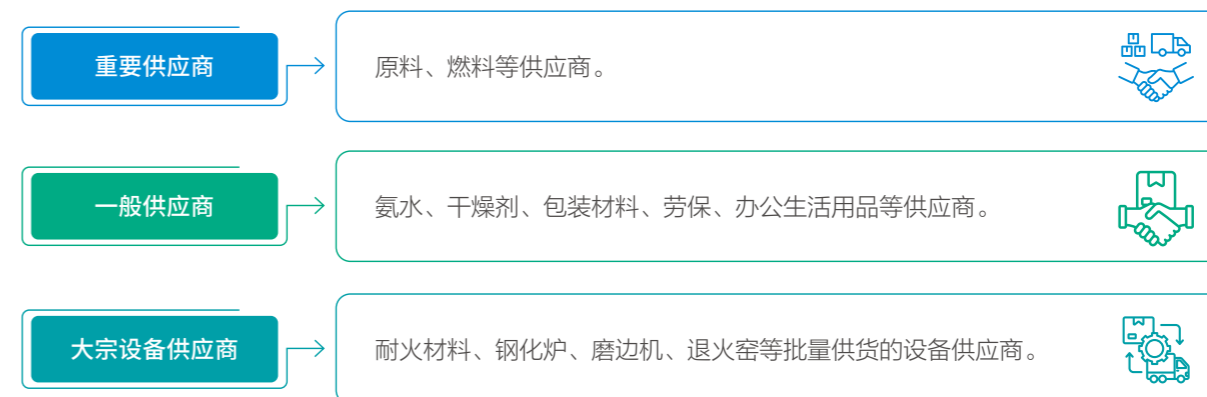 重要供应商
原料、燃料等供应商。
一般供应商
氨水、干燥剂、包装材料、劳保、办公生活用品等供应商。
大宗设备供应商
耐火材料、钢化炉、磨边机、退火窑等批量供货的设备供应商。